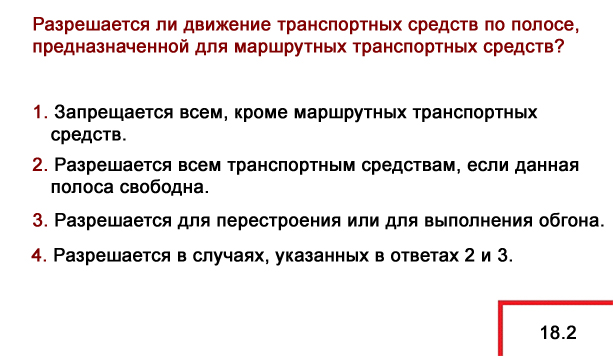 Разрешается ли движение транспортных средств по полосе,
предназначенной для маршрутных транспортных средств?
1. Запрещается всем, кроме маршрутных транспортных
средств.
2. Разрешается всем транспортным средствам, если данная
полоса свободна.
3. Разрешается для перестроения или для выполнения обгона.
4. Разрешается в случаях, указанных в ответах 2 и 3.
18.2